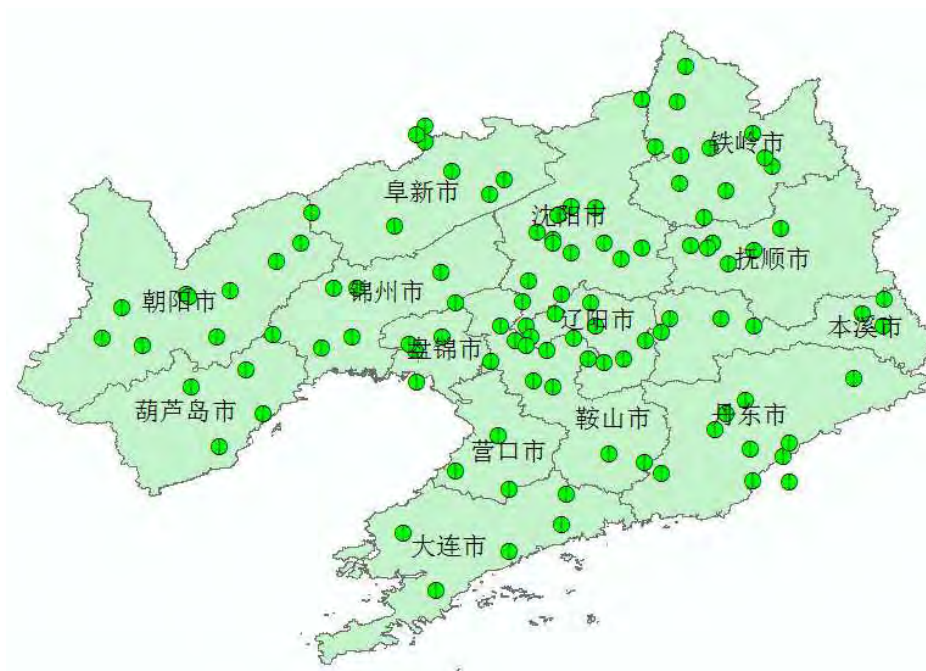 铁岭市
阜新市
沈阳市
抚顺市
朝阳市
锦州市
辽阳市
本溪市
盘锦市
葫芦岛市
鞍山市
丹东市
营口市
大连市